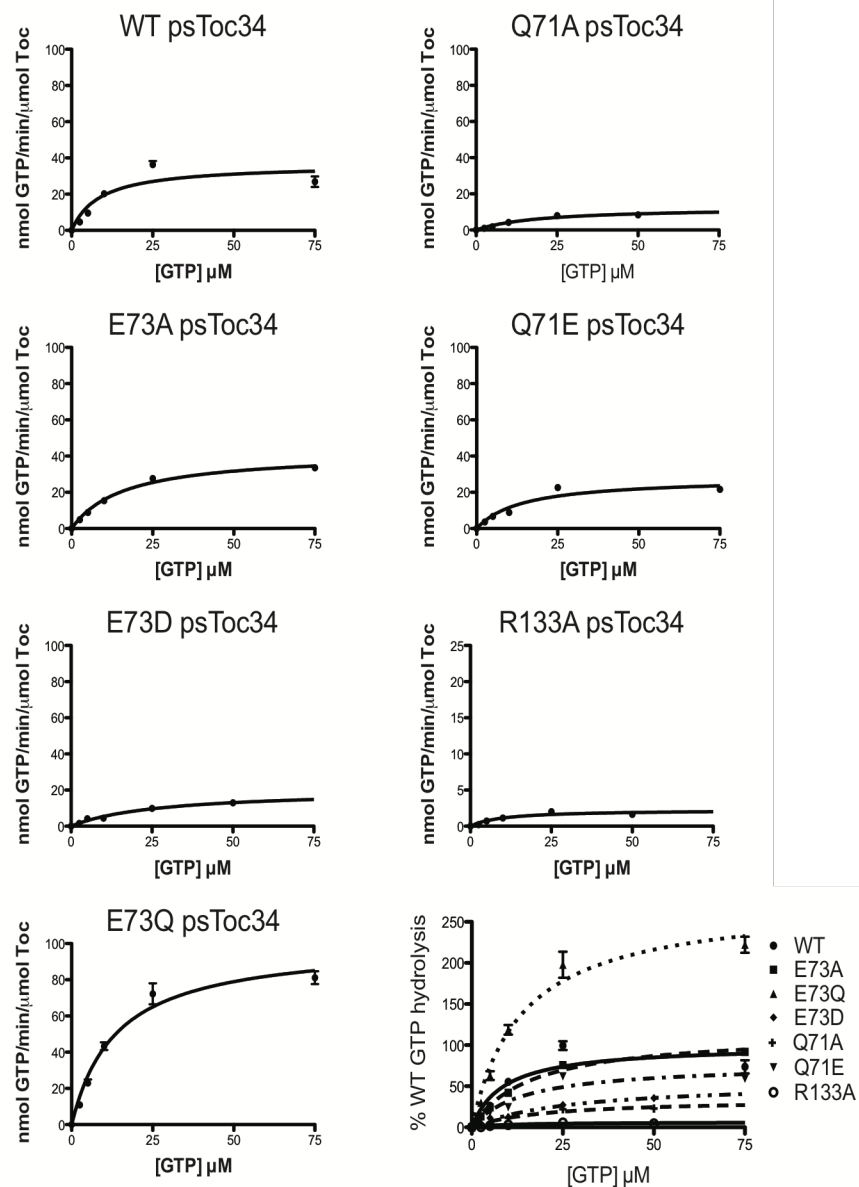 WT psToc34
nmol GTP/min/μmol Toc
100
80
60
40
20
0
0 25 50 75
[GTP] μM
Q71A psToc34
nmol GTP/min/μmol Toc
100
80
60
40
20
0
0 25 50 75
[GTP] μM
E73A psToc34
nmol GTP/min/μmol Toc
100
80
60
40
20
0
0 25 50 75
[GTP] μM
Q71E psToc34
nmol GTP/min/μmol Toc
100
80
60
40
20
0
0 25 50 75
[GTP] μM
E73D psToc34
nmol GTP/min/μmol Toc
100
80
60
40
20
0
0 25 50 75
[GTP] μM
R133A psToc34
nmol GTP/min/μmol Toc
25
20
15
10
5
0
0 25 50 75
[GTP] μM
E73Q psToc34
nmol GTP/min/μmol Toc
100
80
60
40
20
0
0 25 50 75
[GTP] μM
% WT GTP hydrolysis
250
200
150
100
50
0
0 25 50 75
[GTP] μM
WT
E73A
E73Q
E73D
Q71A
Q71E
R133A